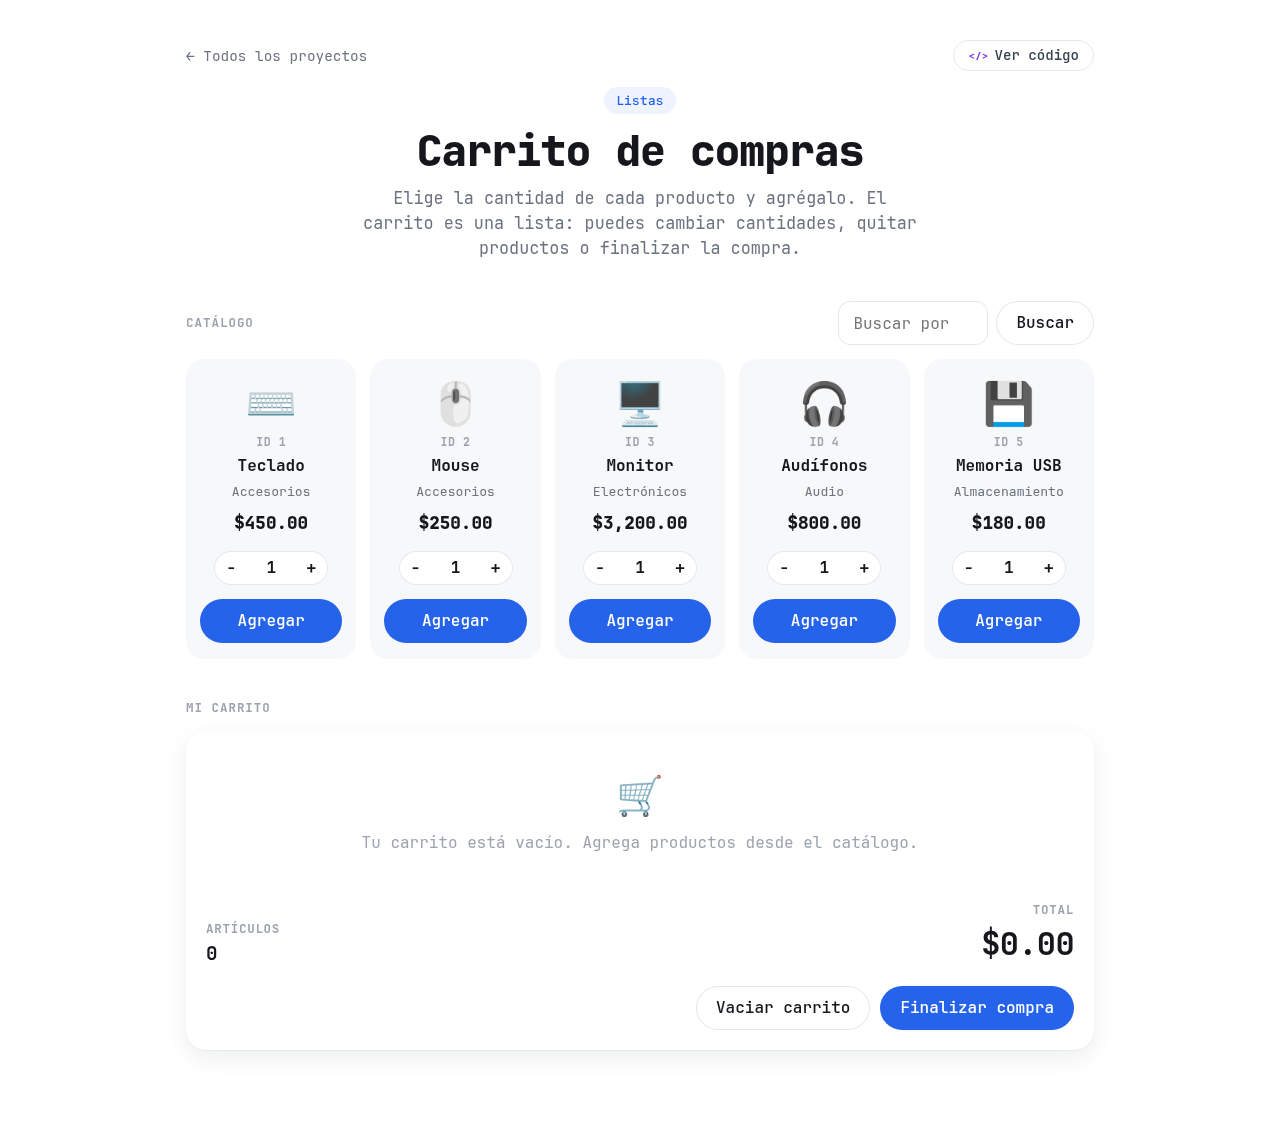 ← Todos los proyectos
</> Ver código
Listas
Carrito de compras
Elige la cantidad de cada producto y agrégalo. El
carrito es una lista: puedes cambiar cantidades, quitar
productos o finalizar la compra.
CATÁLOGO
Buscar por
Buscar
ID 1
Teclado
Accesorios
$450.00
- 1 +
Agregar
ID 2
Mouse
Accesorios
$250.00
- 1 +
Agregar
ID 3
Monitor
Electrónicos
$3,200.00
- 1 +
Agregar
ID 4
Audífonos
Audio
$800.00
- 1 +
Agregar
ID 5
Memoria USB
Almacenamiento
$180.00
- 1 +
Agregar
MI CARRITO
Tu carrito está vacío. Agrega productos desde el catálogo.
ARTÍCULOS
0
TOTAL
$0.00
Vaciar carrito
Finalizar compra